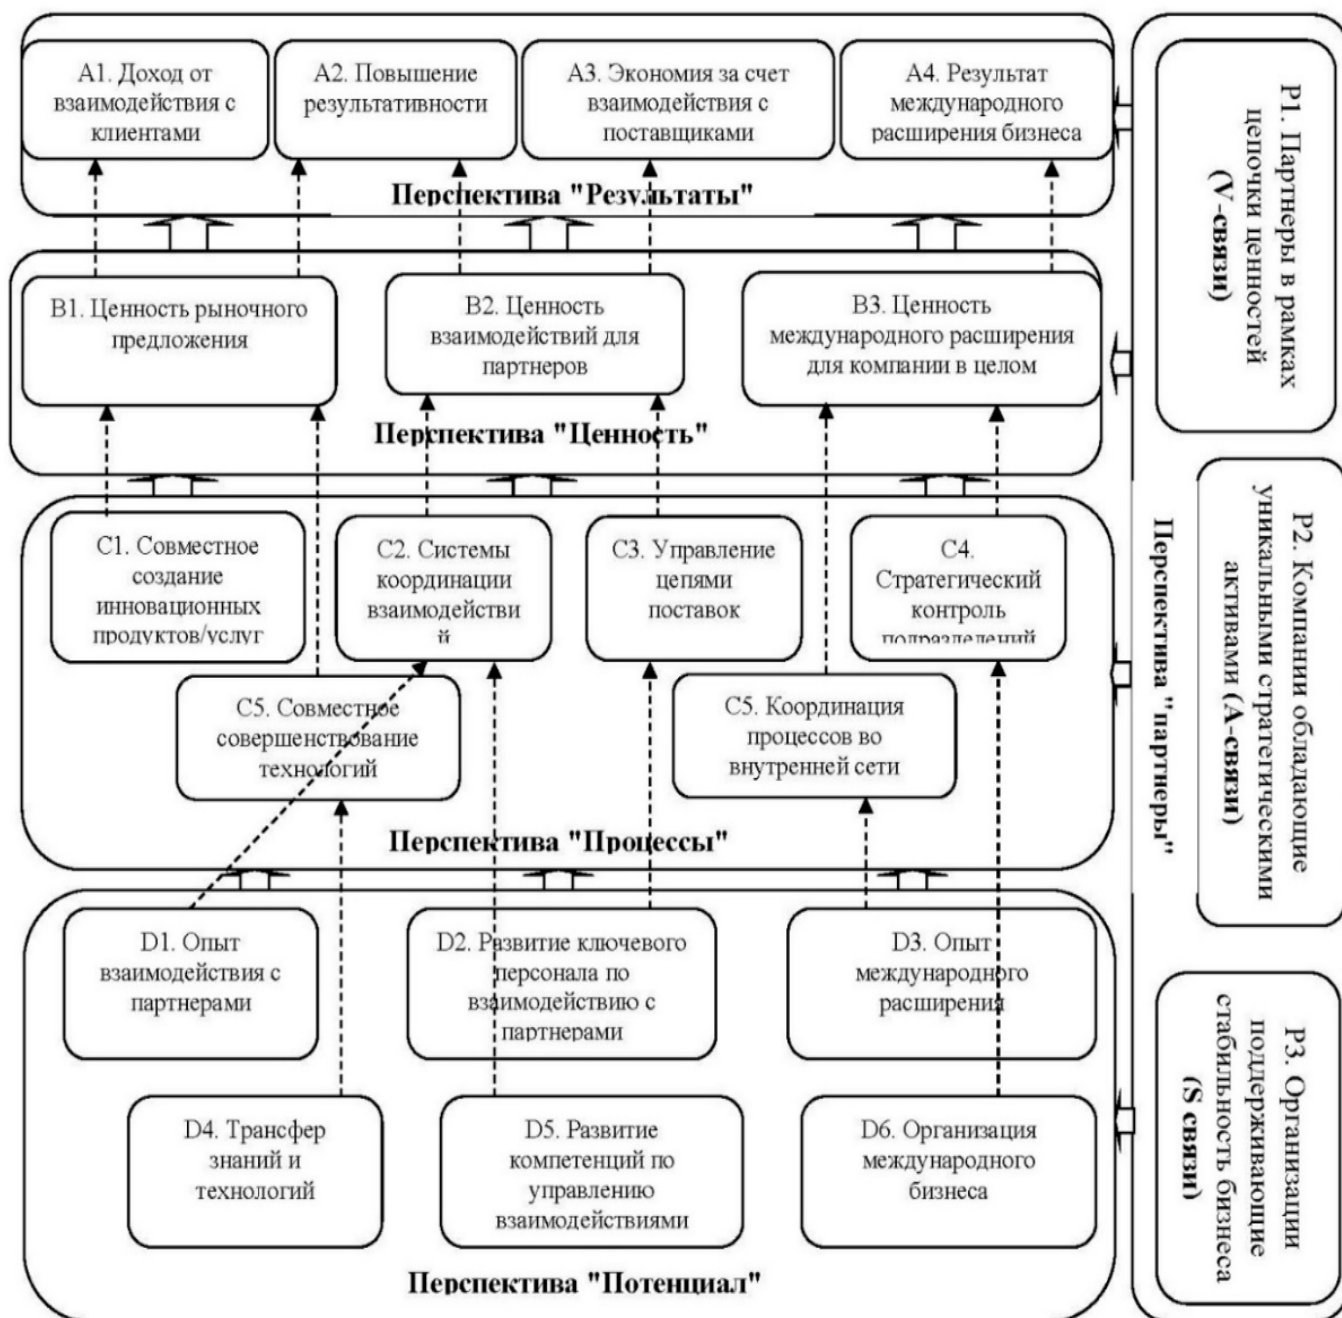 А1. Доход от
взаимодействия с
клиентами
А2. Повышение
результативности
А3. Экономия за счет
взаимодействия с
поставщиками
А4. Результат
международного
расширения бизнеса
Перспектива "Результаты"
В1. Ценность рыночного
предложения
В2. Ценность
взаимодействий для
партнеров
В3. Ценность
международного расширения
для компании в целом
Перспектива "Ценность"
С1. Совместное
создание
инновационных
продуктов/услуг
С2. Системы
координации
взаимодействи
й
С3. Управление
цепями
поставок
С4.
Стратегический
контроль
подразделений
С5. Совместное
совершенствование
технологий
С5. Координация
процессов во
внутренней сети
Перспектива "Процессы"
D1. Опыт
взаимодействия с
партнерами
D2. Развитие ключевого
персонала по
взаимодействию с
партнерами
D3. Опыт
международного
расширения
D4. Трансфер
знаний и
технологий
D5. Развитие
компетенций по
управлению
взаимодействиями
D6. Организация
международного
бизнеса
Перспектива "Потенциал"
Перспектива "партнеры"
Р1. Партнеры в рамках
цепочки ценностей
(V-связи)
Р2. Компании обладающие
уникальными стратегическими
активами (А-связи)
Р3. Организации
поддерживающие
стабильность бизнеса
(S связи)